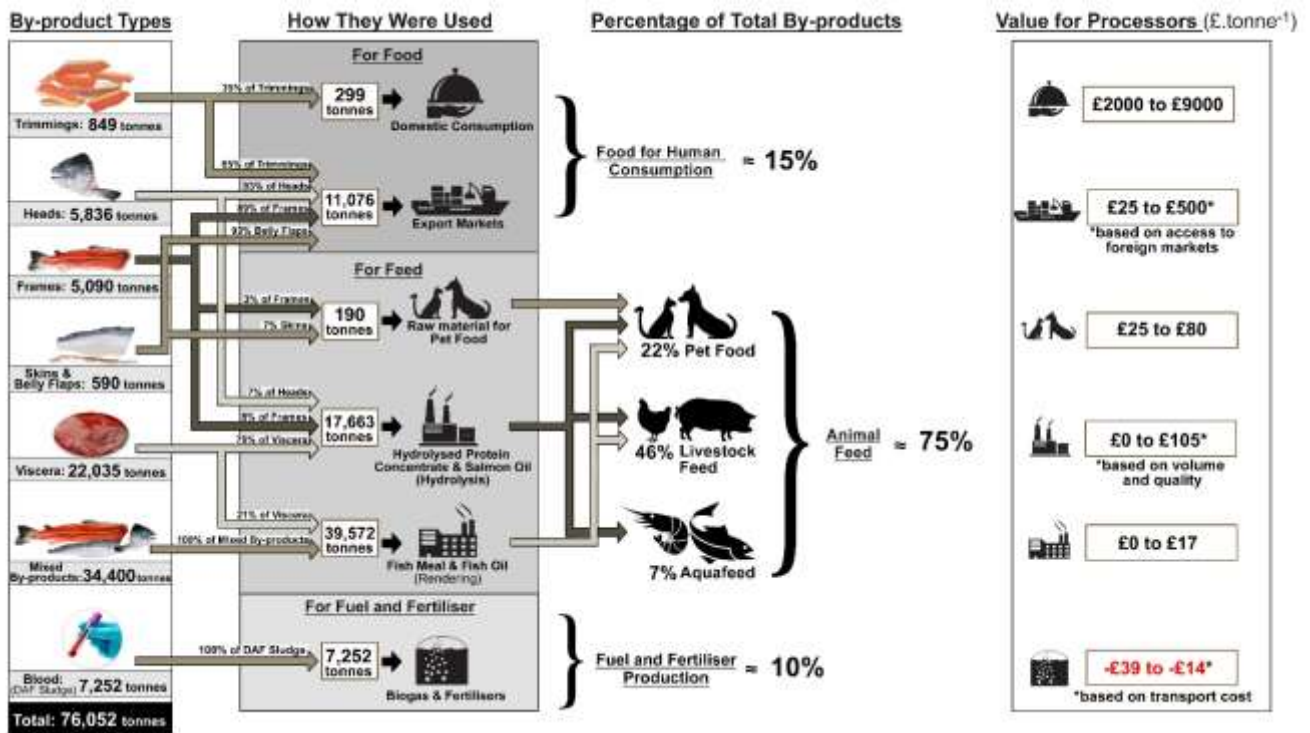 By-product Types
How They Were Used
Percentage of Total By-products
Value for Processors (£.tonne⁻¹)
Trimmings: 849 tonnes
Heads: 5,836 tonnes
Frames: 5,090 tonnes
Skins &
Belly Flaps: 590 tonnes
Viscera: 22,035 tonnes
Mixed
By-products: 34,400 tonnes
Blood:
(DAF Sludge) 7,252 tonnes
Total: 76,052 tonnes
For Food
35% of Trimmings
299
tonnes
Domestic Consumption
65% of Trimmings
93% of Heads
89% of Frames
93% Belly Flaps
11,076
tonnes
Export Markets
For Feed
3% of Frames
7% Skins
190
tonnes
Raw material for
Pet Food
7% of Heads
8% of Frames
79% of Viscera
17,663
tonnes
Hydrolysed Protein
Concentrate & Salmon Oil
(Hydrolysis)
21% of Viscera
100% of Mixed By-products
39,572
tonnes
Fish Meal & Fish Oil
(Rendering)
For Fuel and Fertiliser
100% of DAF Sludge
7,252
tonnes
Biogas & Fertilisers
Food for Human
Consumption
≈ 15%
22% Pet Food
46% Livestock
Feed
7% Aquafeed
Animal
Feed
≈ 75%
Fuel and Fertiliser
Production
≈ 10%
£2000 to £9000
£25 to £500*
*based on access to
foreign markets
£25 to £80
£0 to £105*
*based on volume
and quality
£0 to £17
-£39 to -£14*
*based on transport cost